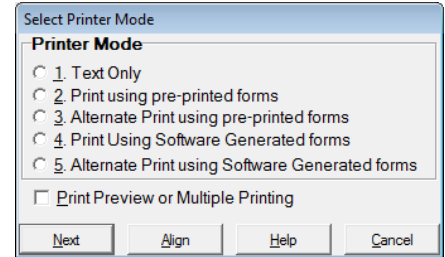 Select Printer Mode
Printer Mode
1. Text Only
2. Print using pre-printed forms
3. Alternate Print using pre-printed forms
4. Print Using Software Generated forms
5. Alternate Print using Software Generated forms
Print Preview or Multiple Printing
Next Align Help Cancel